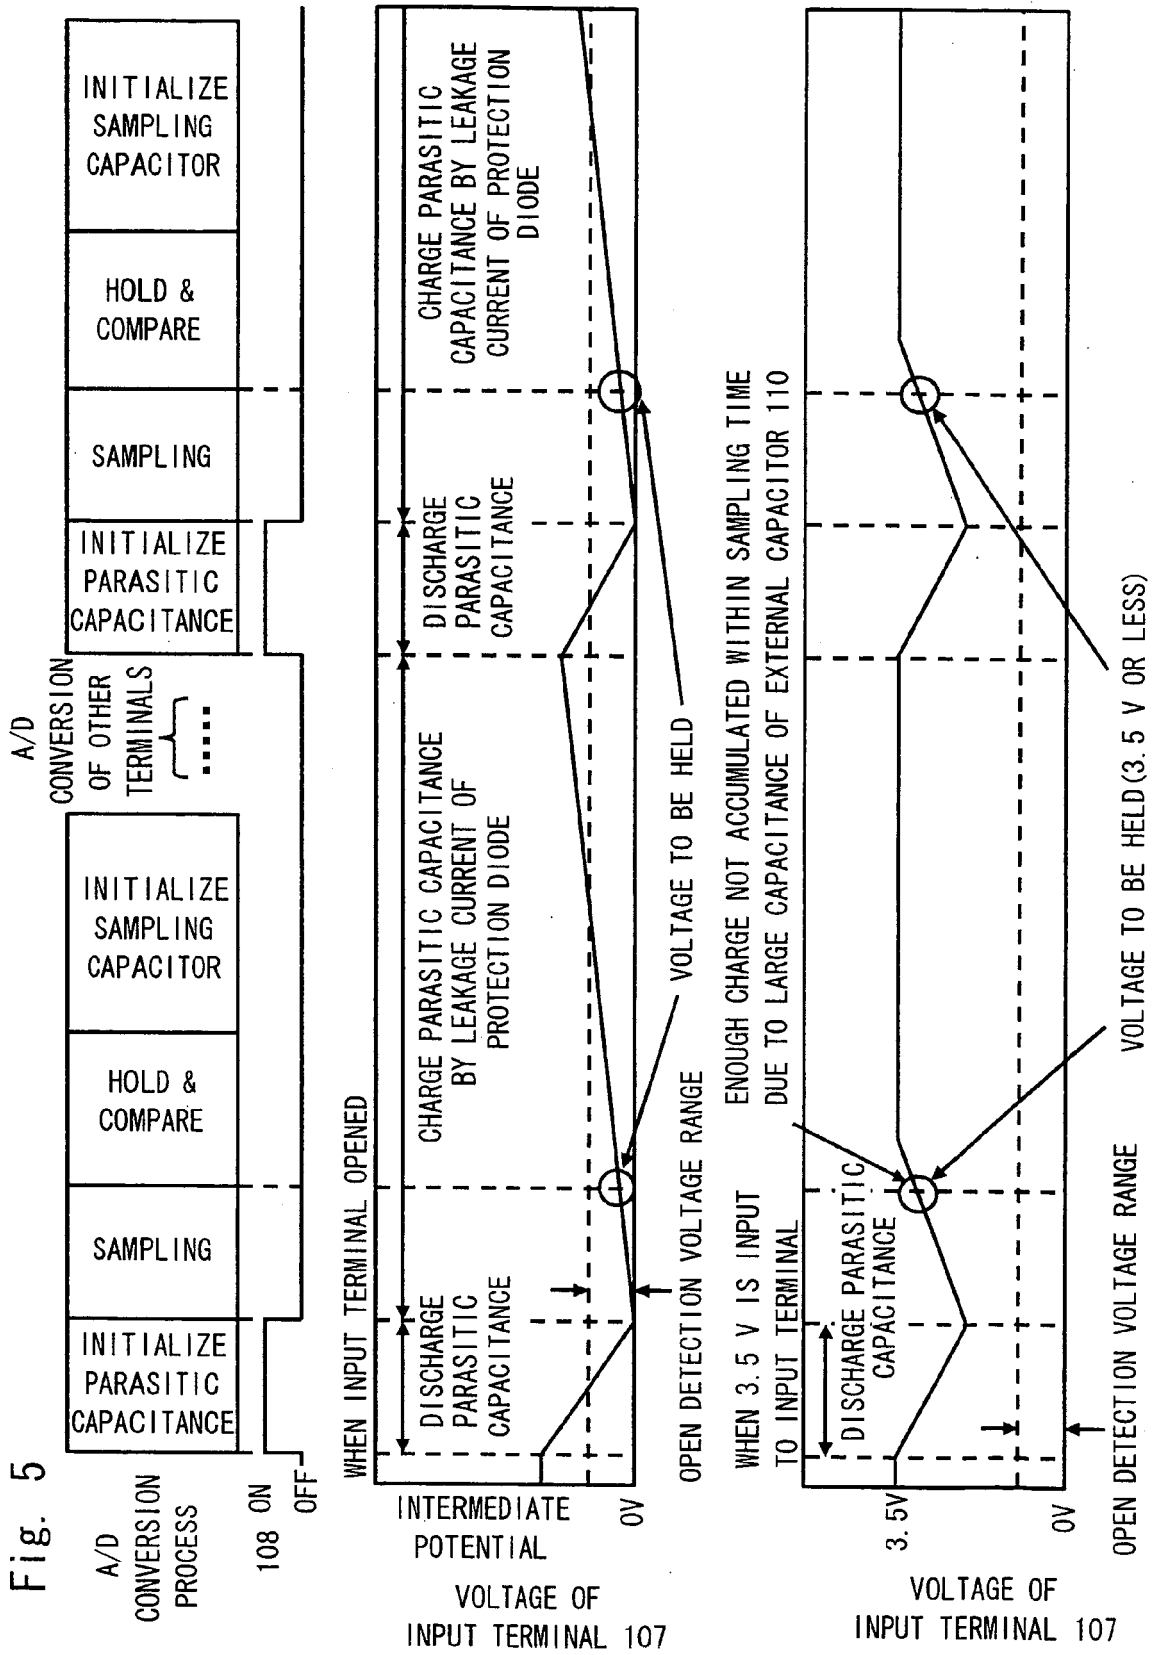 Fig. 5
A/D
CONVERSION
PROCESS
INITIALIZE
PARASITIC
CAPACITANCE
SAMPLING
HOLD &
COMPARE
INITIALIZE
SAMPLING
CAPACITOR
A/D
CONVERSION
OF OTHER
TERMINALS
INITIALIZE
PARASITIC
CAPACITANCE
SAMPLING
HOLD &
COMPARE
INITIALIZE
SAMPLING
CAPACITOR
108 ON
OFF
WHEN INPUT TERMINAL OPENED
INTERMEDIATE
POTENTIAL
0V
VOLTAGE OF
INPUT TERMINAL 107
DISCHARGE
PARASITIC
CAPACITANCE
CHARGE PARASITIC CAPACITANCE
BY LEAKAGE CURRENT OF
PROTECTION DIODE
DISCHARGE
PARASITIC
CAPACITANCE
CHARGE PARASITIC
CAPACITANCE BY LEAKAGE
CURRENT OF PROTECTION
DIODE
OPEN DETECTION VOLTAGE RANGE
VOLTAGE TO BE HELD
WHEN 3.5 V IS INPUT
TO INPUT TERMINAL
ENOUGH CHARGE NOT ACCUMULATED WITHIN SAMPLING TIME
DUE TO LARGE CAPACITANCE OF EXTERNAL CAPACITOR 110
DISCHARGE PARASITIC
CAPACITANCE
3.5V
0V
VOLTAGE OF
INPUT TERMINAL 107
OPEN DETECTION VOLTAGE RANGE
VOLTAGE TO BE HELD(3.5 V OR LESS)